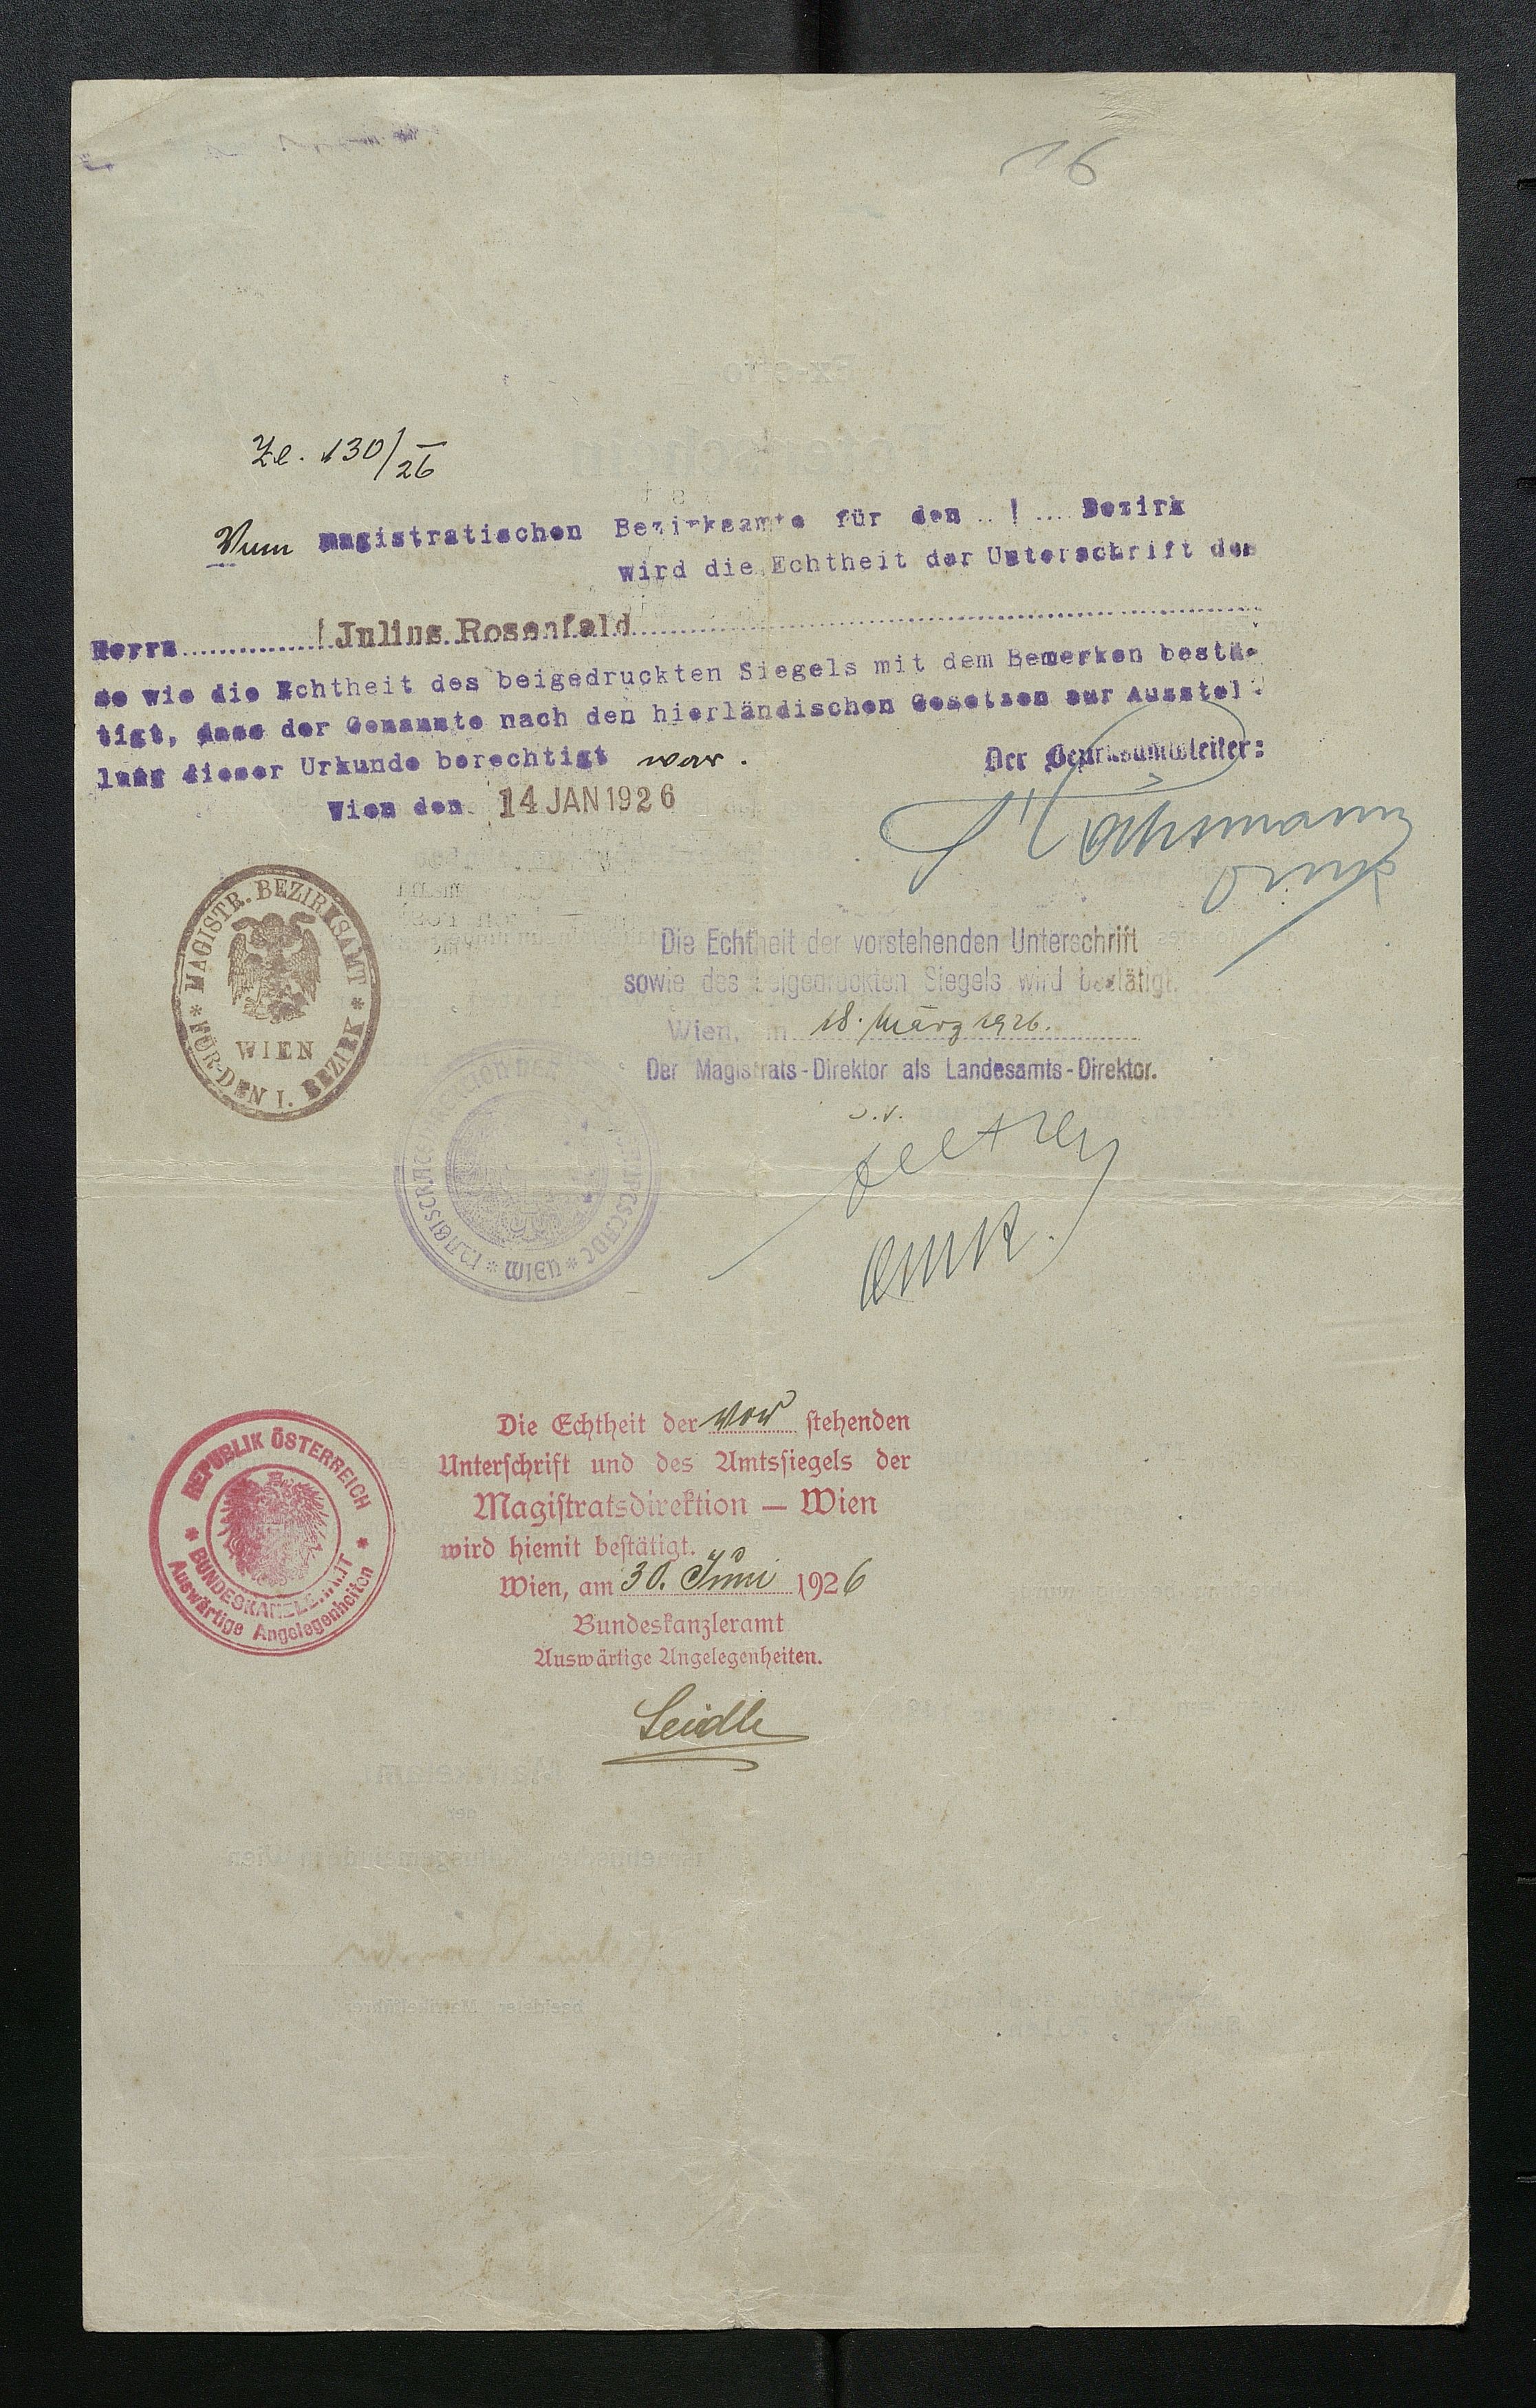 16
Zl. 130/26
Vom magistratischen Bezirksamte für den .. I ... Bezirk
wird die Echtheit der Unterschrift des
Herrn ............ Julius Rosenfeld ............
so wie die Echtheit des beigedruckten Siegels mit dem Bemerken bestä-
tigt, dass der Genannte nach den hierländischen Gesetzen zur Ausstel-
lung dieser Urkunde berechtigt war.
Der Bezirksamtsleiter:
Wien den 14 JAN 1926
MAGISTR. BEZIRKSAMT
FÜR DEN I. BEZIRK
WIEN
Die Echtheit der vorstehenden Unterschrift
sowie des beigedruckten Siegels wird bestätigt.
Wien, am 18. März 1926.
Der Magistrats-Direktor als Landesamts-Direktor.
WIEN
REPUBLIK ÖSTERREICH
BUNDESKANZLERAMT
Auswärtige Angelegenheiten
Die Echtheit der vor stehenden
Unterschrift und des Amtssiegels der
Magistratsdirektion — Wien
wird hiemit bestätigt.
Wien, am 30. Juni 1926
Bundeskanzleramt
Auswärtige Angelegenheiten.
Seidl